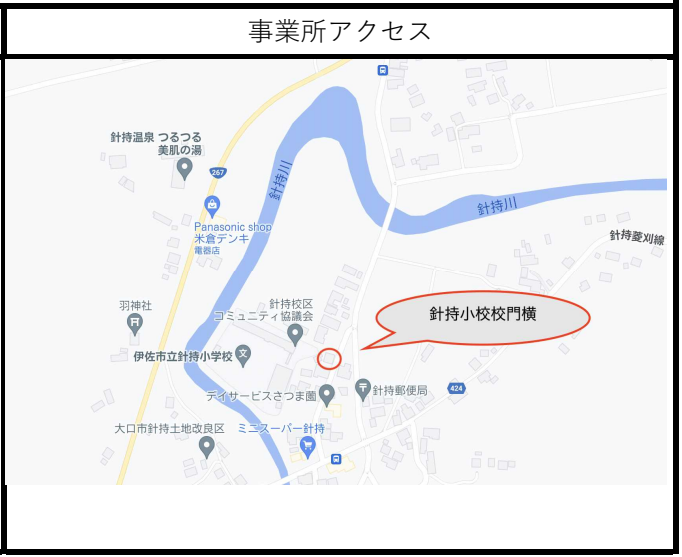 事業所アクセス
針持温泉 つるつる
美肌の湯
267
針持川
Panasonic shop
米倉デンキ
電器店
針持川
針持菱刈線
羽神社
針持校区
コミュニティ協議会
針持小校校門横
伊佐市立針持小学校
文
デイサービスさつま薗
針持郵便局
424
大口市針持土地改良区
ミニスーパー針持